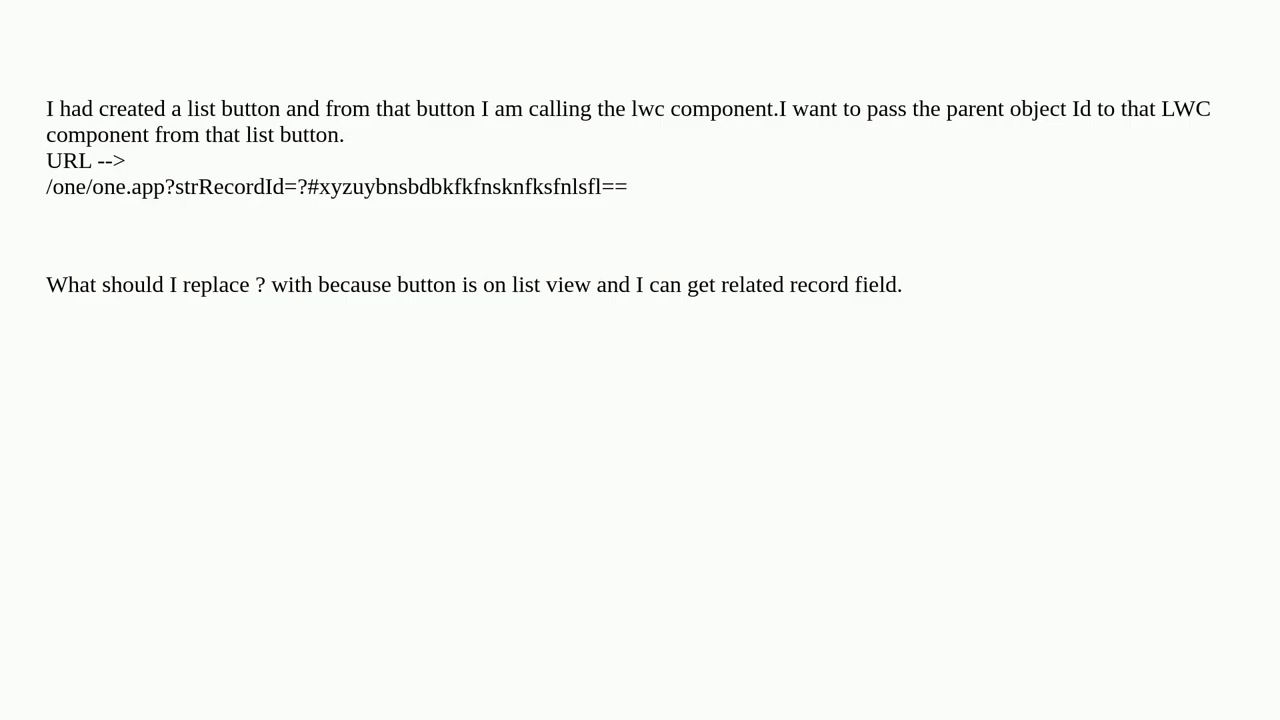 I had created a list button and from that button I am calling the lwc component.I want to pass the parent object Id to that LWC
component from that list button.
URL -->
/one/one.app?strRecordId=?#xyzuybnsbdbkfkfnsknfksfnlsfl==
What should I replace ? with because button is on list view and I can get related record field.